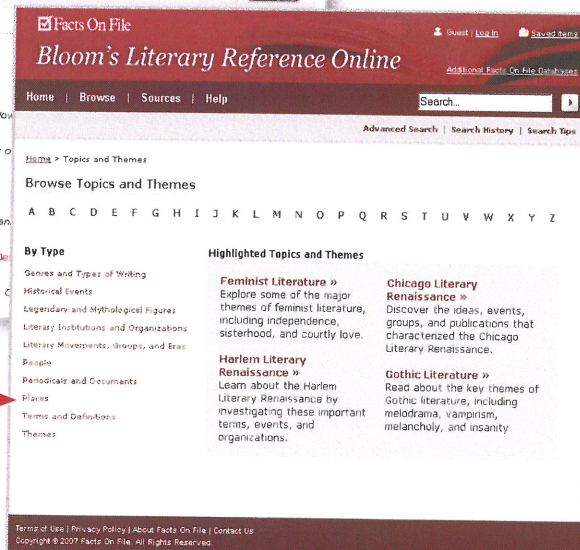 Facts On File
Bloom's Literary Reference Online
Guest | Log in Saved Items
Additional Facts On File Databases
Home | Browse | Sources | Help
Search...
Advanced Search | Search History | Search Tips
Home > Topics and Themes
Browse Topics and Themes
A B C D E F G H I J K L M N O P Q R S T U V W X Y Z
By Type
Genres and Types of Writing
Historical Events
Legendary and Mythological Figures
Literary Institutions and Organizations
Literary Movements, Groups, and Eras
People
Periodicals and Documents
Places
Terms and Definitions
Themes
Highlighted Topics and Themes
Feminist Literature »
Explore some of the major
themes of feminist literature,
including independence,
sisterhood, and courtly love.
Harlem Literary
Renaissance »
Learn about the Harlem
Literary Renaissance by
investigating these important
terms, events, and
organizations.
Chicago Literary
Renaissance »
Discover the ideas, events,
groups, and publications that
characterized the Chicago
Literary Renaissance.
Gothic Literature »
Read about the key themes of
Gothic literature, including
melodrama, vampirism,
melancholy, and insanity.
Terms of Use | Privacy Policy | About Facts On File | Contact Us
Copyright © 2007 Facts On File. All Rights Reserved.